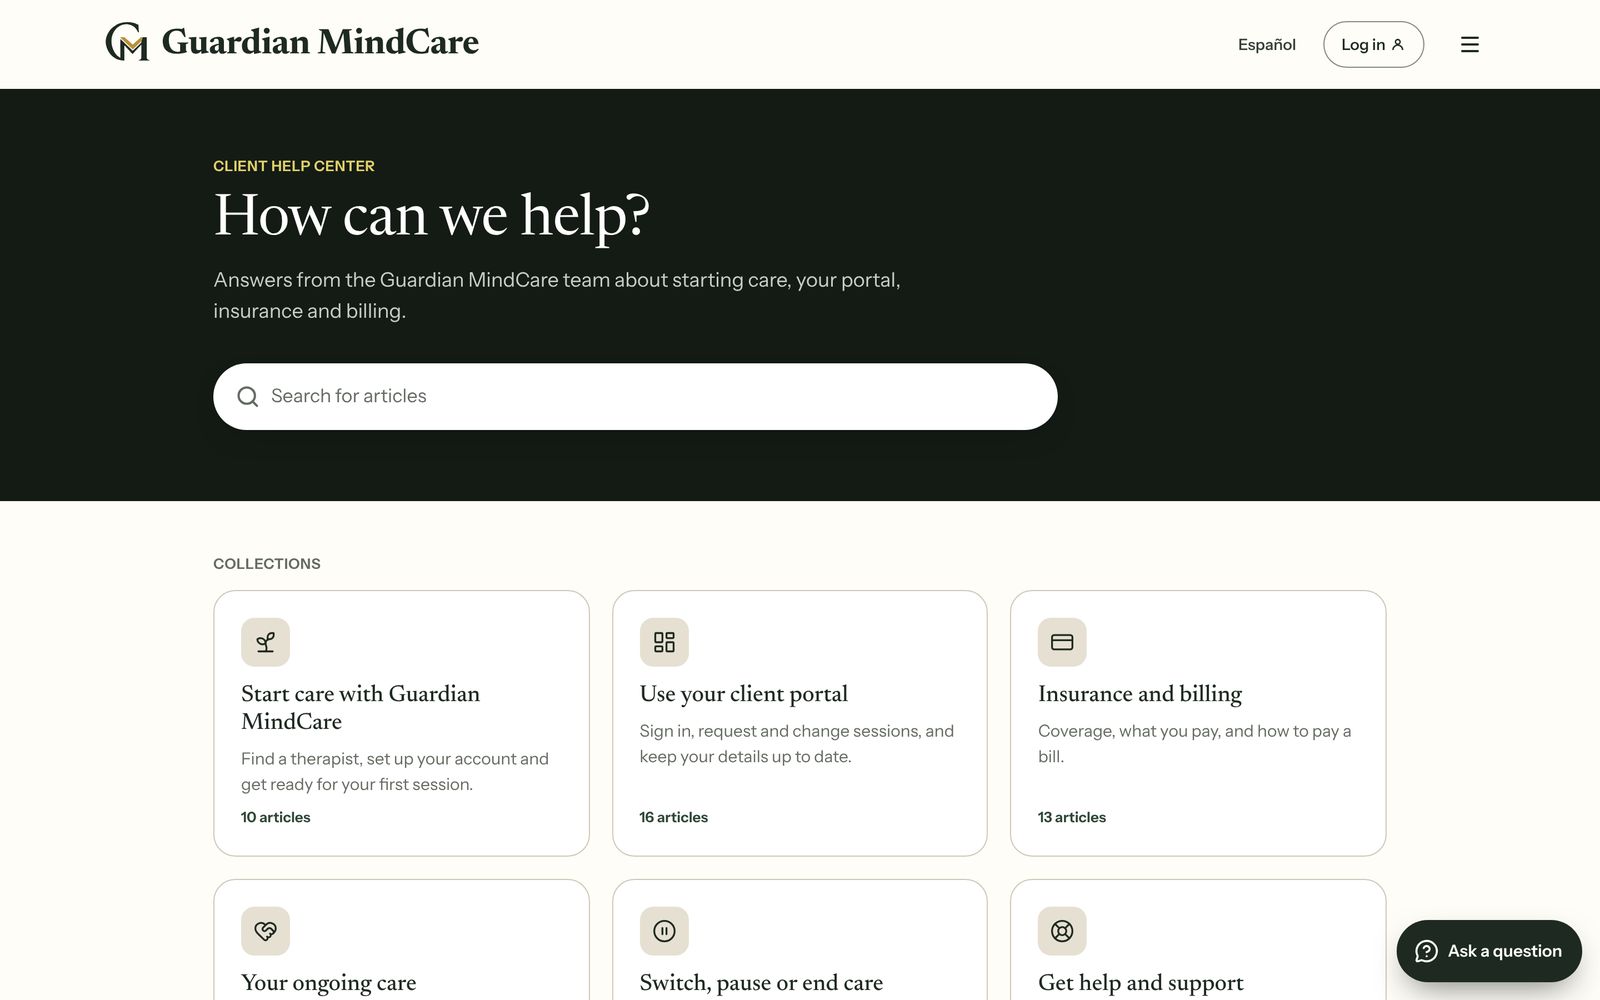 Guardian MindCare
Español
Log in
CLIENT HELP CENTER
How can we help?
Answers from the Guardian MindCare team about starting care, your portal,
insurance and billing.
Search for articles
COLLECTIONS
Start care with Guardian
MindCare
Find a therapist, set up your account and
get ready for your first session.
10 articles
Use your client portal
Sign in, request and change sessions, and
keep your details up to date.
16 articles
Insurance and billing
Coverage, what you pay, and how to pay a
bill.
13 articles
Your ongoing care
Switch, pause or end care
Get help and support
Ask a question